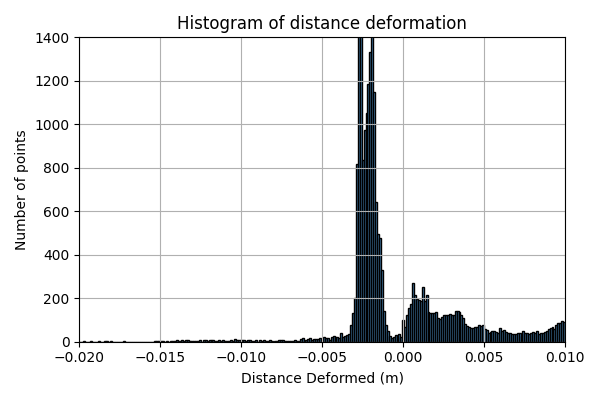 Histogram of distance deformation
1400
1200
1000
800
600
400
200
0
Number of points
−0.020 −0.015 −0.010 −0.005 0.000 0.005 0.010
Distance Deformed (m)